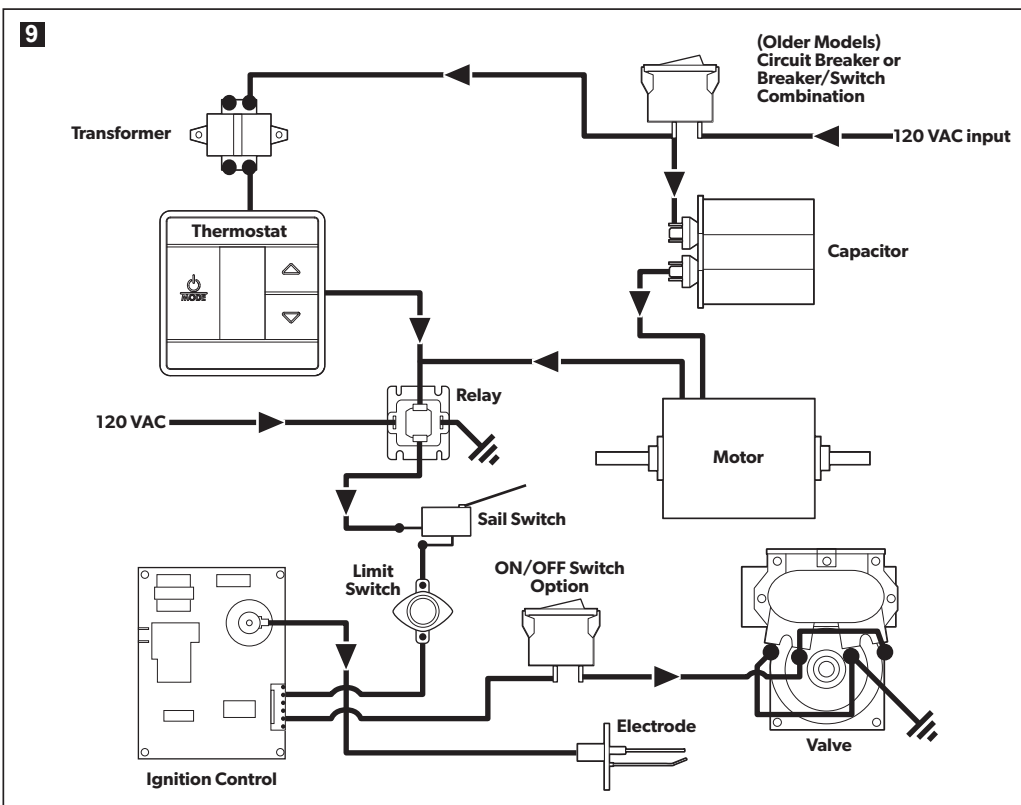 9
(Older Models)
Circuit Breaker or
Breaker/Switch
Combination
Transformer
120 VAC input
Thermostat
MODE
Capacitor
Relay
120 VAC
Motor
Sail Switch
Limit
Switch
ON/OFF Switch
Option
Electrode
Valve
Ignition Control